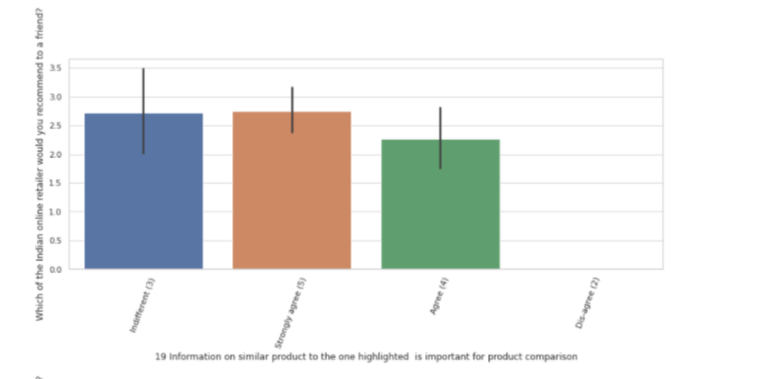 Which of the Indian online retailer would you recommend to a friend?
3.5
3.0
2.5
2.0
1.5
1.0
0.5
0.0
Indifferent (3)
Strongly agree (5)
Agree (4)
Dis-agree (2)
19 Information on similar product to the one highlighted  is important for product comparison
?